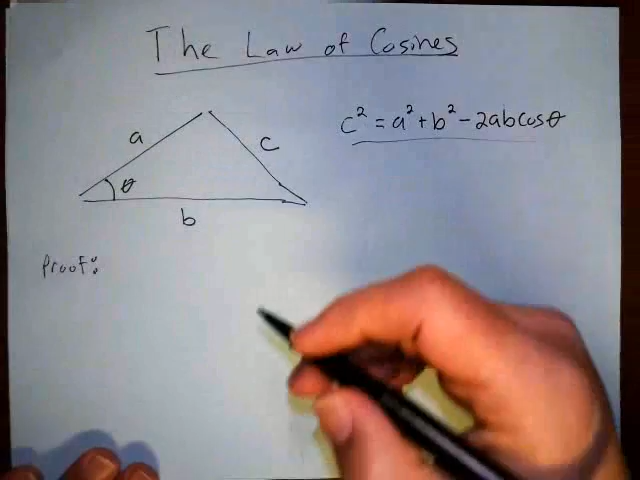 The Law of Cosines
c² = a² + b² - 2abcosθ
a
c
θ
b
Proof: